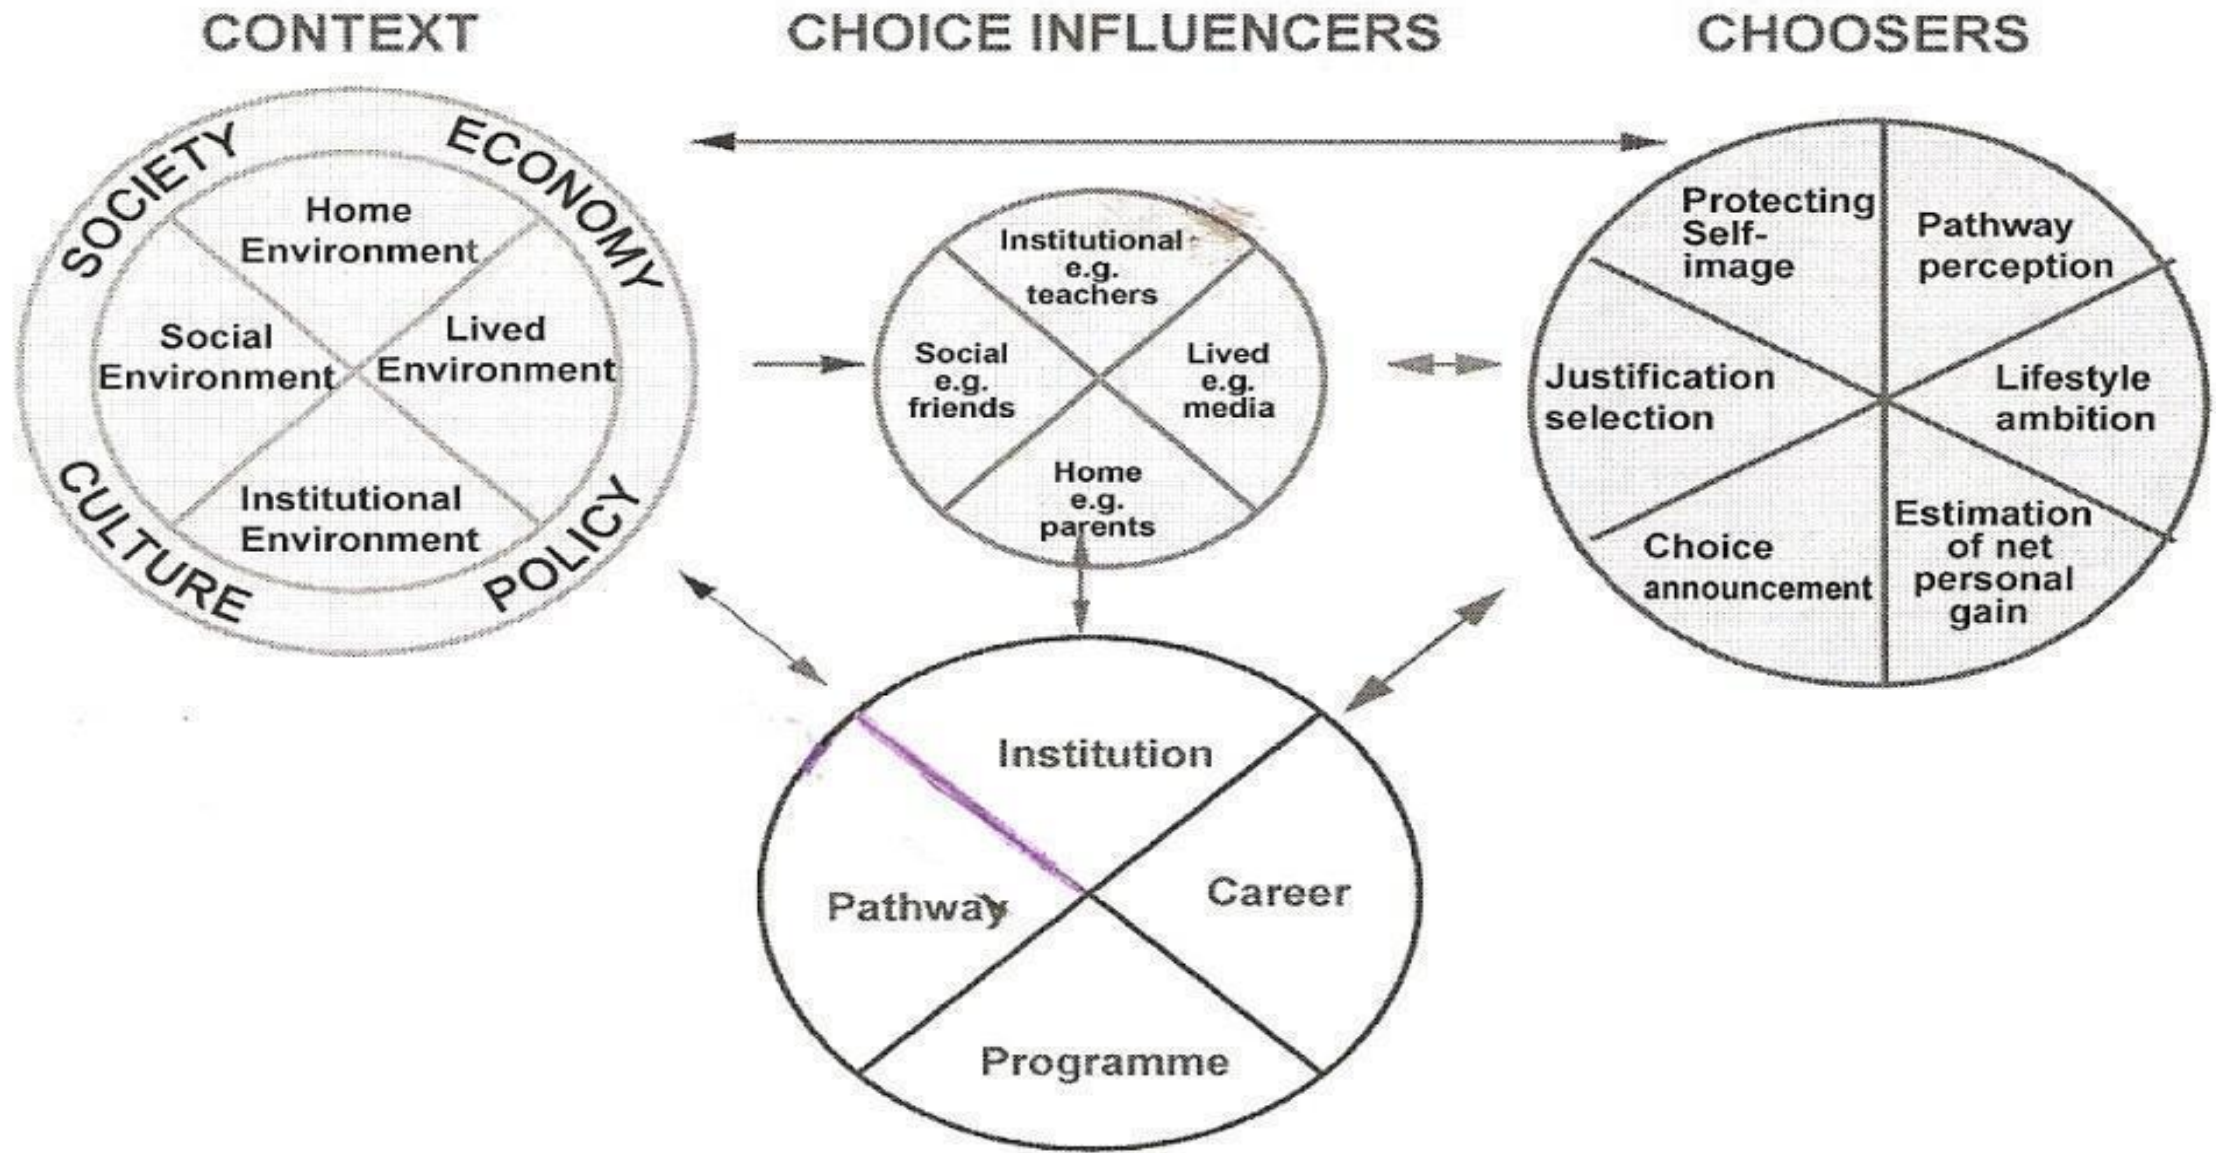 CONTEXT
CHOICE INFLUENCERS
CHOOSERS
SOCIETY
ECONOMY
CULTURE
POLICY
Home
Environment
Social
Environment
Lived
Environment
Institutional
Environment
Institutional
e.g.
teachers
Social
e.g.
friends
Lived
e.g.
media
Home
e.g.
parents
Protecting
Self-
image
Pathway
perception
Justification
selection
Lifestyle
ambition
Choice
announcement
Estimation
of net
personal
gain
Institution
Pathway
Career
Programme